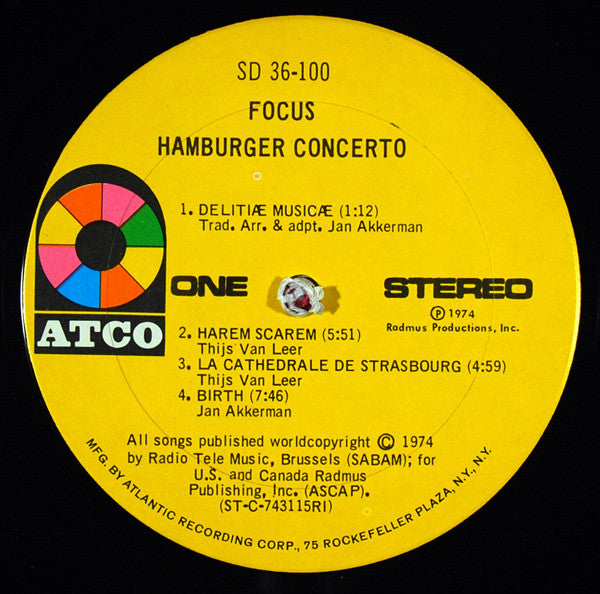 SD 36-100
FOCUS
HAMBURGER CONCERTO
1. DELITIÆ MUSICÆ (1:12)
Trad. Arr. & adpt. Jan Akkerman
ONE
STEREO
Ⓟ 1974
Radmus Productions, Inc.
ATCO
2. HAREM SCAREM (5:51)
Thijs Van Leer
3. LA CATHEDRALE DE STRASBOURG (4:59)
Thijs Van Leer
4. BIRTH (7:46)
Jan Akkerman
All songs published worldcopyright © 1974
by Radio Tele Music, Brussels (SABAM); for
U.S. and Canada Radmus
Publishing, Inc. (ASCAP).
(ST-C-743115RI)
MFG. BY ATLANTIC RECORDING CORP., 75 ROCKEFELLER PLAZA, N.Y., N.Y.